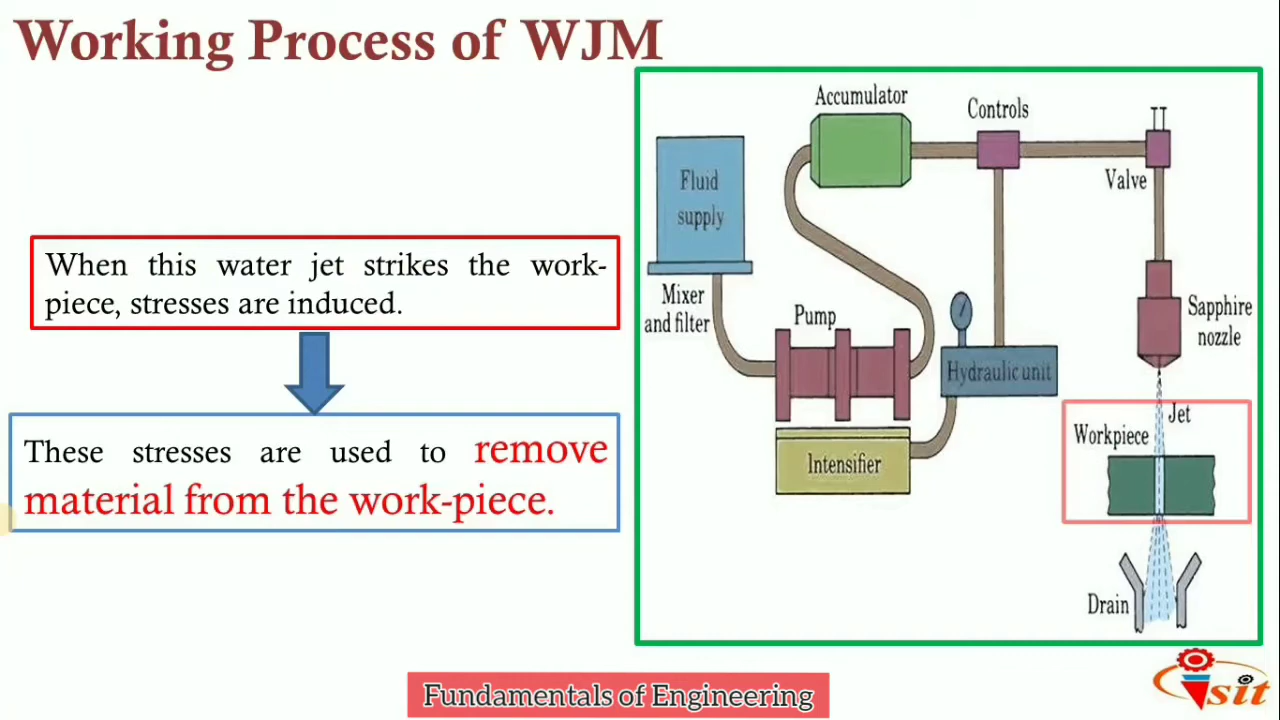 Working Process of WJM
When this water jet strikes the work-
piece, stresses are induced.
These stresses are used to remove
material from the work-piece.
Accumulator
Controls
Fluid
supply
Valve
Mixer
and filter
Pump
Sapphire
nozzle
Hydraulic unit
Jet
Workpiece
Intensifier
Drain
Fundamentals of Engineering
sit